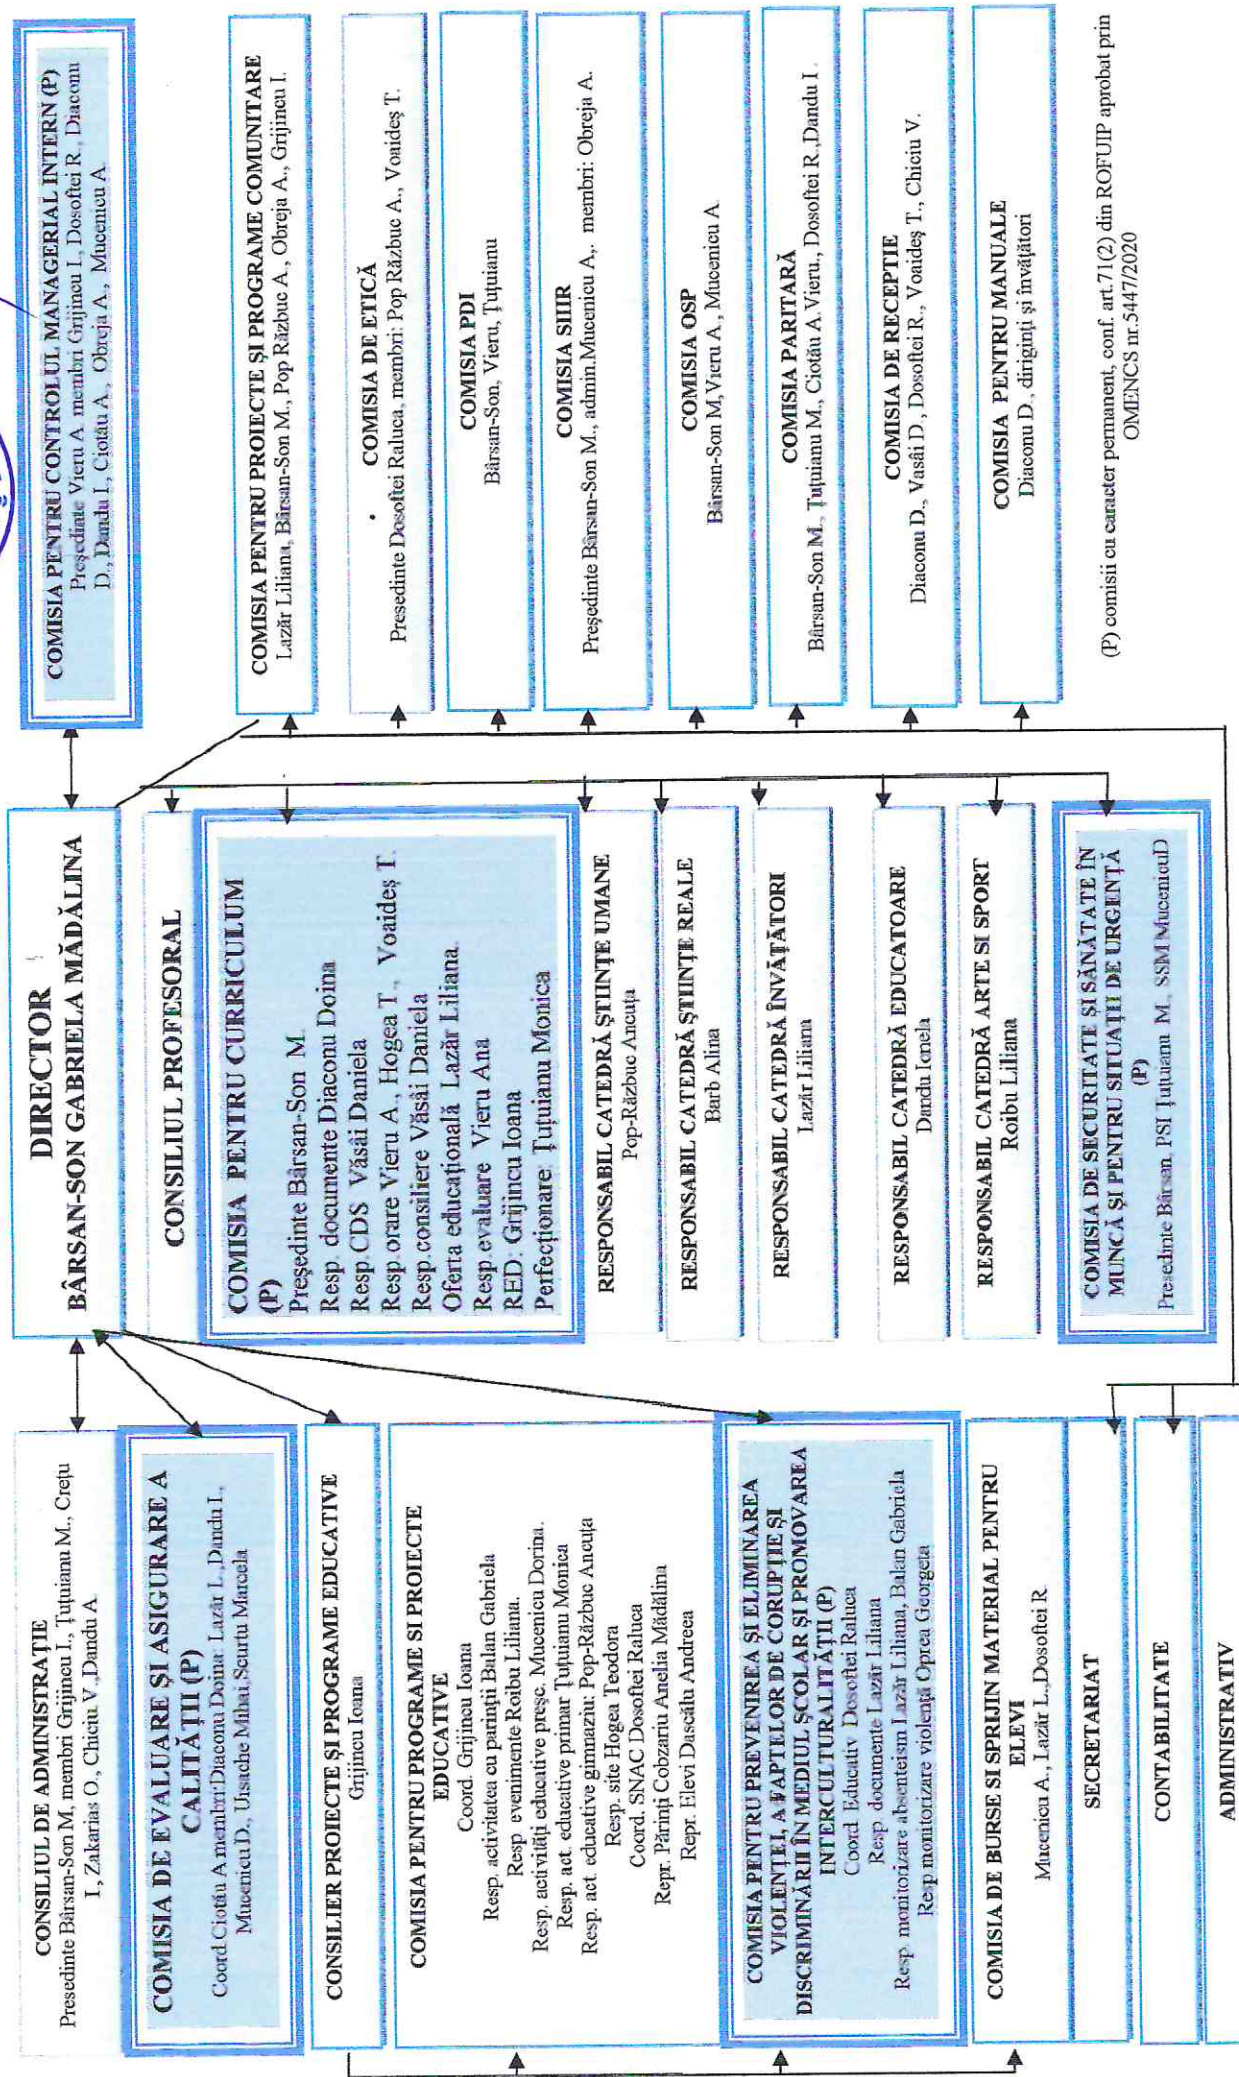 CONSILIUL DE ADMINISTRAȚIE
Presedinte Bârsan-Son M, membri Grijincu I., Țuțuianu M., Crețu
I., Zakarias O., Chiciu V., Dandu A.
COMISIA DE EVALUARE ȘI ASIGURARE A
CALITĂȚII (P)
Coord.Ciotău A membri:Diaconu Doina: Lazăr L., Dandu I.,
Mucenicu D., Ursache Mihai,Scurtu Marcela
CONSILIER PROIECTE ȘI PROGRAME EDUCATIVE
Grijincu Ioana
COMISIA PENTRU PROGRAME SI PROIECTE
EDUCATIVE
Coord. Grijincu Ioana
Resp. activitatea cu parinții Balan Gabriela
Resp evenimente Roibu Liliana.
Resp. activități educative preșc. Mucenicu Dorina.
Resp. act. educative primar Țuțuianu Monica
Resp. act educative gimnaziu: Pop-Răzbuc Ancuța
Resp. site Hogea Teodora
Coord. SNAC Dosoftei Raluca
Repr. Părinți Cobzariu Anelia Mădălina
Repr. Elevi Dascălu Andreea
COMISIA PENTRU PREVENIREA ȘI ELIMINAREA
VIOLENȚEI, A FAPTELOR DE CORUPȚIE ȘI
DISCRIMINĂRII ÎN MEDIUL ȘCOLAR ȘI PROMOVAREA
INTERCULTURALITĂȚII (P)
Coord Educativ Dosoftei Raluca
Resp. documente Lazăr Liliana
Resp. monitorizare absenteism Lazăr Liliana, Balan Gabriela
Resp monitorizare violență Oprea Georgeta
COMISIA DE BURSE SI SPRIJIN MATERIAL PENTRU
ELEVI
Mucenicu A., Lazăr L.,Dosoftei R.
SECRETARIAT
CONTABILITATE
ADMINISTRATIV
DIRECTOR
BÂRSAN-SON GABRIELA MĂDĂLINA
CONSILIUL PROFESORAL
COMISIA PENTRU CURRICULUM
(P)
Președinte Bârsan-Son M.
Resp. documente Diaconu Doina
Resp.CDS Văsâi Daniela
Resp.orare Vieru A., Hogea T., Voaideș T.
Resp.consiliere Văsâi Daniela
Oferta educațională Lazăr Liliana.
Resp.evaluare Vieru Ana
RED: Grijincu Ioana
Perfecționare: Țuțuianu Monica
RESPONSABIL CATEDRĂ ȘTIINȚE UMANE
Pop-Răzbuc Ancuța
RESPONSABIL CATEDRĂ ȘTIINȚE REALE
Barb Alina
RESPONSABIL CATEDRĂ ÎNVĂȚĂTORI
Lazăr Liliana
RESPONSABIL CATEDRĂ EDUCATOARE
Dandu Ionela
RESPONSABIL CATEDRĂ ARTE SI SPORT
Roibu Liliana
COMISIA DE SECURITATE ȘI SĂNĂTATE ÎN
MUNCĂ ȘI PENTRU SITUAȚII DE URGENȚĂ
(P)
Presedinte Bârsan, PSI Țuțuianu M., SSM MucenicuD
COMISIA PENTRU CONTROLUL MANAGERIAL INTERN (P)
Președiate Vieru A. membri Grijincu I., Dosoftei R., Diaconu
D., Dandu I., Ciotău A., Obreja A., Mucenicu A.
COMISIA PENTRU PROIECTE ȘI PROGRAME COMUNITARE
Lazăr Liliana, Bârsan-Son M., Pop Răzbuc A., Obreja A., Grijincu I.
COMISIA DE ETICĂ
Presedinte Dosoftei Raluca, membri: Pop Răzbuc A., Voaideș T.
COMISIA PDI
Bârsan-Son, Vieru, Țuțuianu
COMISIA SIIIR
Președinte Bârsan-Son M., admin.Mucenicu A,. membri: Obreja A.
COMISIA OSP
Bârsan-Son M, Vieru A., Mucenicu A.
COMISIA PARITARĂ
Bârsan-Son M., Țuțuianu M., Ciotău A.Vieru., Dosoftei R.,Dandu I.
COMISIA DE RECEPTIE
Diaconu D., Vasâi D., Dosoftei R., Voaideș T., Chiciu V.
COMISIA PENTRU MANUALE
Diaconu D., diriginți și învățători
(P) comisii cu caracter permanent, conf. art.71(2) din ROFUIP aprobat prin
OMENCS nr.5447/2020